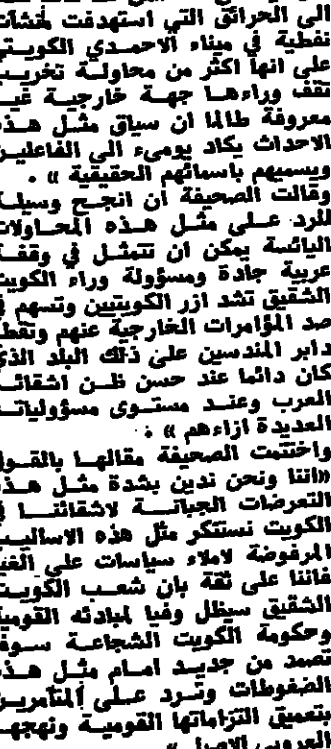 الى الحرائق التي استهدفت منشآت
نفطية في ميناء الاحمدي الكويتي
على انها اكثر من محاولة تخريب
تقف وراءها جهة خارجية غير
معروفة طالما ان سياق مثل هذه
الاحداث يكاد يومىء الى الفاعلين
ويسميهم باسمائهم الحقيقية » .
وقالت الصحيفة ان انجح وسيلة
للرد على مثل هذه المحاولات
اليائسة يمكن ان تتمثل في وقفة
عربية جادة ومسؤولة وراء الكويت
الشقيق تشد ازر الكويتيين وتسهم في
صد المؤامرات الخارجية عنهم وتقطع
دابر المندسين على ذلك البلد الذي
كان دائما عند حسن ظن اشقائه
العرب وعند مستوى مسؤولياته
العديدة ازاءهم » .
واختتمت الصحيفة مقالها بالقول
«اننا ونحن ندين بشدة مثل هذه
التعرضات الجبانة لاشقائنا في
الكويت نستنكر مثل هذه الاساليب
المرفوضة لاملاء سياسات على الغير
فاننا على ثقة بان شعب الكويت
الشقيق سيظل وفيا لمبادئه القومية
وحكومة الكويت الشجاعة سوف
تصمد من جديد امام مثل هذه
الضغوطات وترد على المتآمرين
وتعميق التزاماتها القومية ونهجها
العروبي الاصيل »